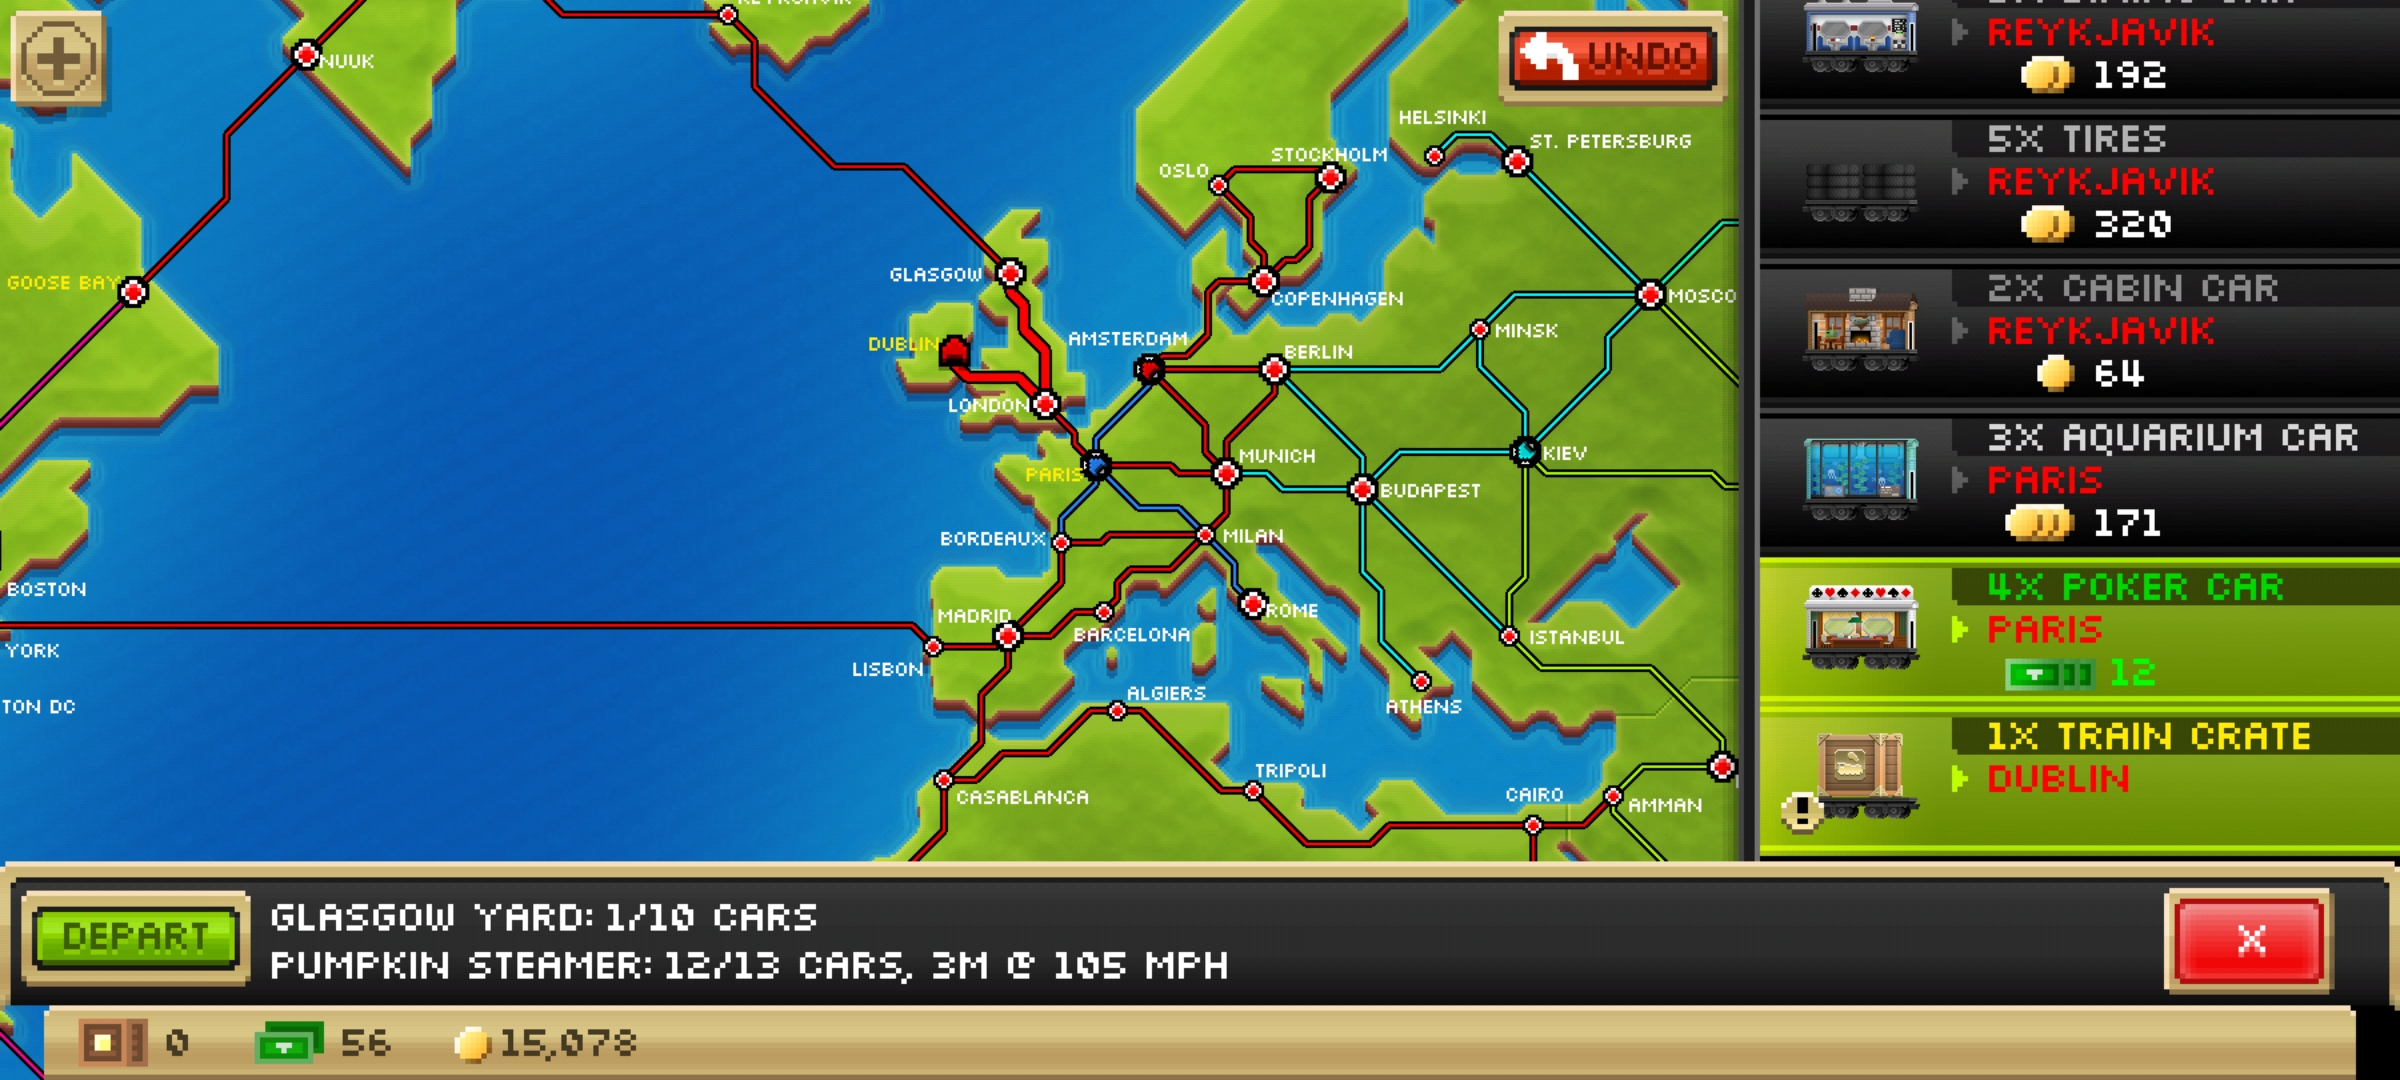 REYKJAVIK
NUUK
GOOSE BAY
BOSTON
YORK
TON DC
GLASGOW
DUBLIN
LONDON
PARIS
BORDEAUX
MADRID
LISBON
BARCELONA
CASABLANCA
ALGIERS
TRIPOLI
CAIRO
AMMAN
OSLO
STOCKHOLM
COPENHAGEN
AMSTERDAM
BERLIN
MUNICH
MILAN
ROME
HELSINKI
ST. PETERSBURG
MOSCO
MINSK
KIEV
BUDAPEST
ISTANBUL
ATHENS
UNDO
REYKJAVIK
192
5X TIRES
REYKJAVIK
320
2X CABIN CAR
REYKJAVIK
64
3X AQUARIUM CAR
PARIS
171
4X POKER CAR
PARIS
12
1X TRAIN CRATE
DUBLIN
!
DEPART
GLASGOW YARD: 1/10 CARS
PUMPKIN STEAMER: 12/13 CARS, 3M @ 105 MPH
X
0
56
15,078